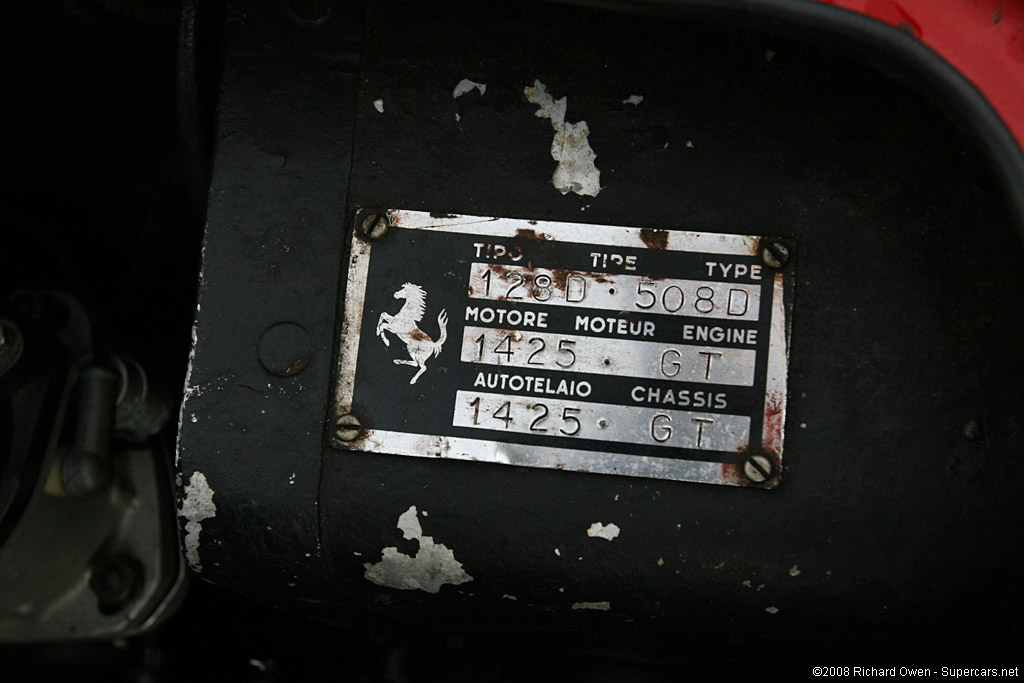 TIPO TIPE TYPE
128D · 508D
MOTORE MOTEUR ENGINE
1425 · GT
AUTOTELAIO CHASSIS
1425 · GT
©2008 Richard Owen - Supercars.net